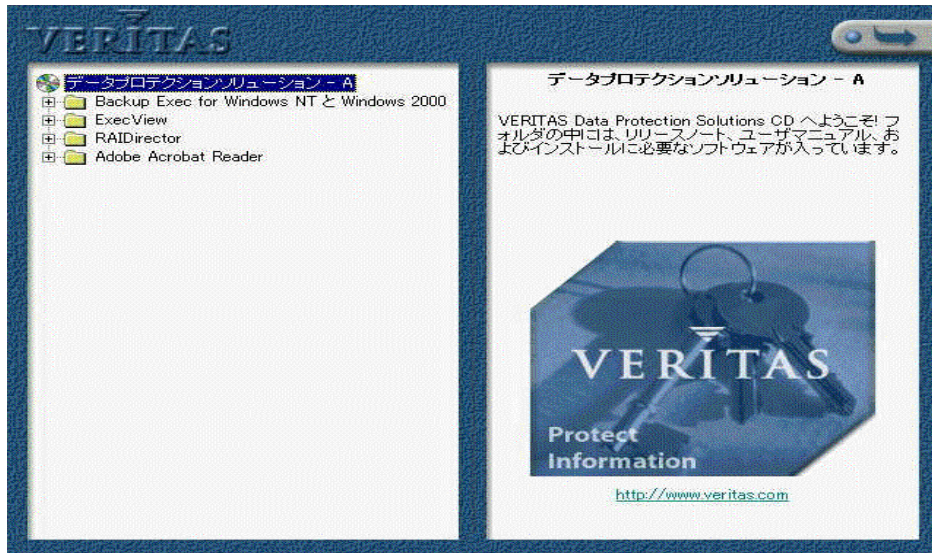 VERITAS
データプロテクションソリューション - A
Backup Exec for Windows NT と Windows 2000
ExecView
RAIDirector
Adobe Acrobat Reader
データプロテクションソリューション - A
VERITAS Data Protection Solutions CD へようこそ! フ
ォルダの中には、リリースノート、ユーザマニュアル、お
よびインストールに必要なソフトウェアが入っています。
VERITAS
Protect
Information
http://www.veritas.com